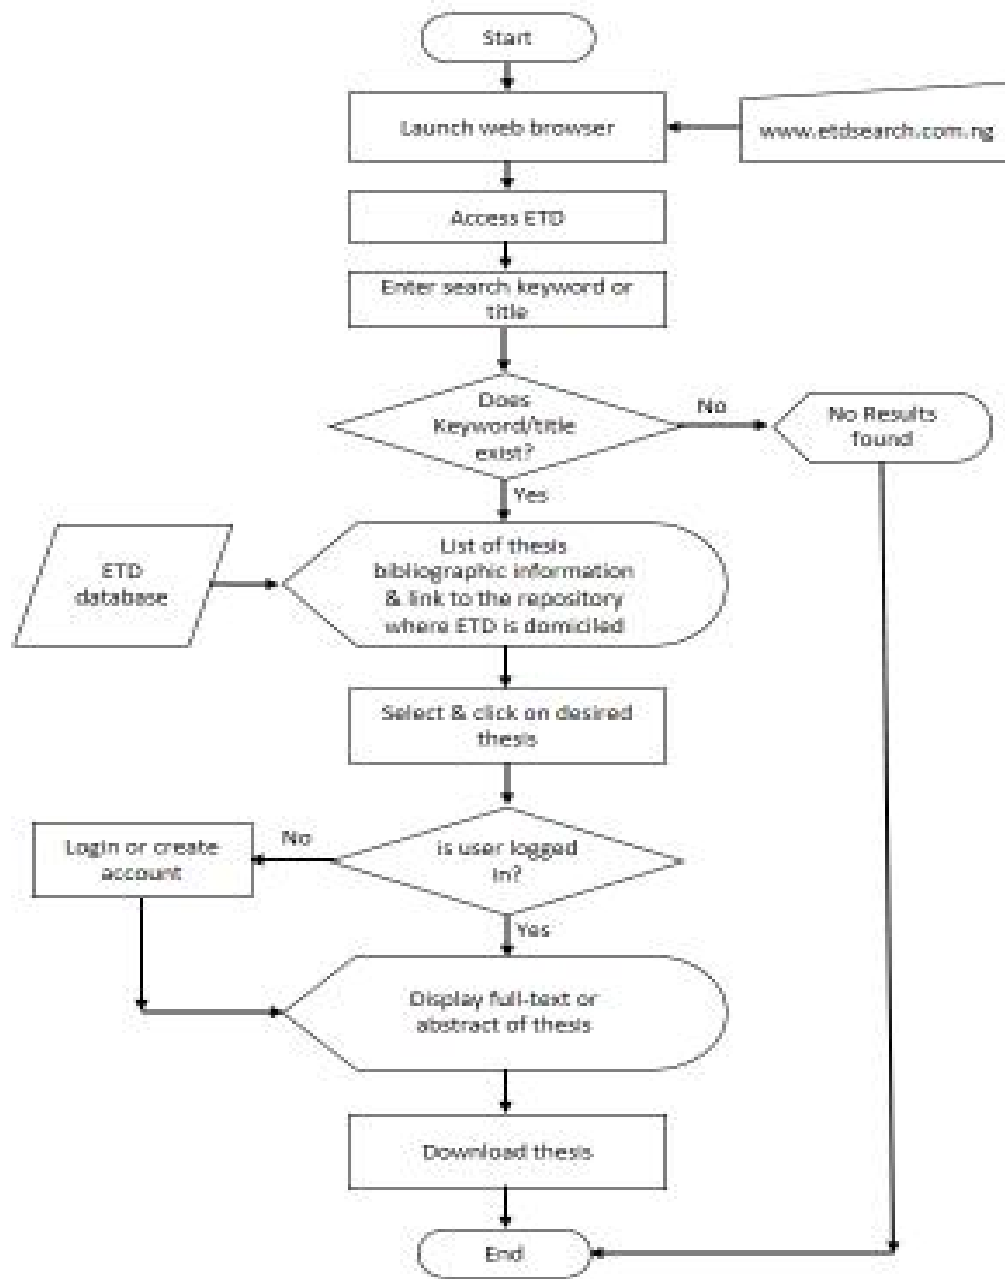 Start
Launch web browser
www.etdsearch.com.ng
Access ETD
Enter search keyword or
title
Does
Keyword/title
exist?
No
No Results
found
Yes
ETD
database
List of thesis
bibliographic information
& link to the repository
where ETD is domiciled
Select & click on desired
thesis
is user logged
in?
No
Login or create
account
Yes
Display full-text or
abstract of thesis
Download thesis
End